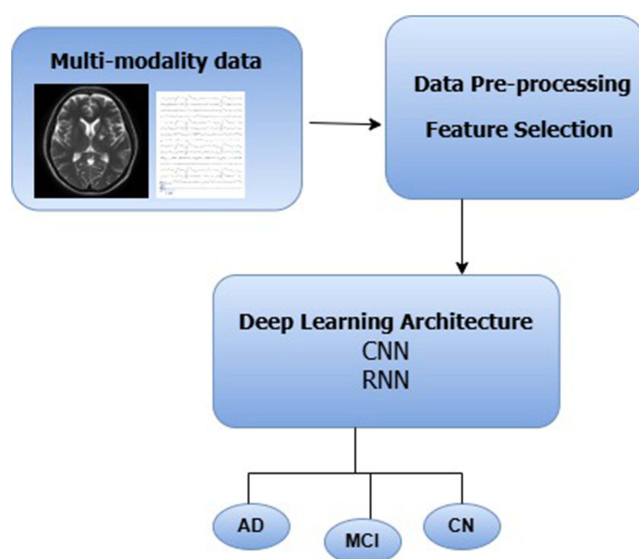 Multi-modality data
Data Pre-processing
Feature Selection
Deep Learning Architecture
CNN
RNN
AD
MCI
CN